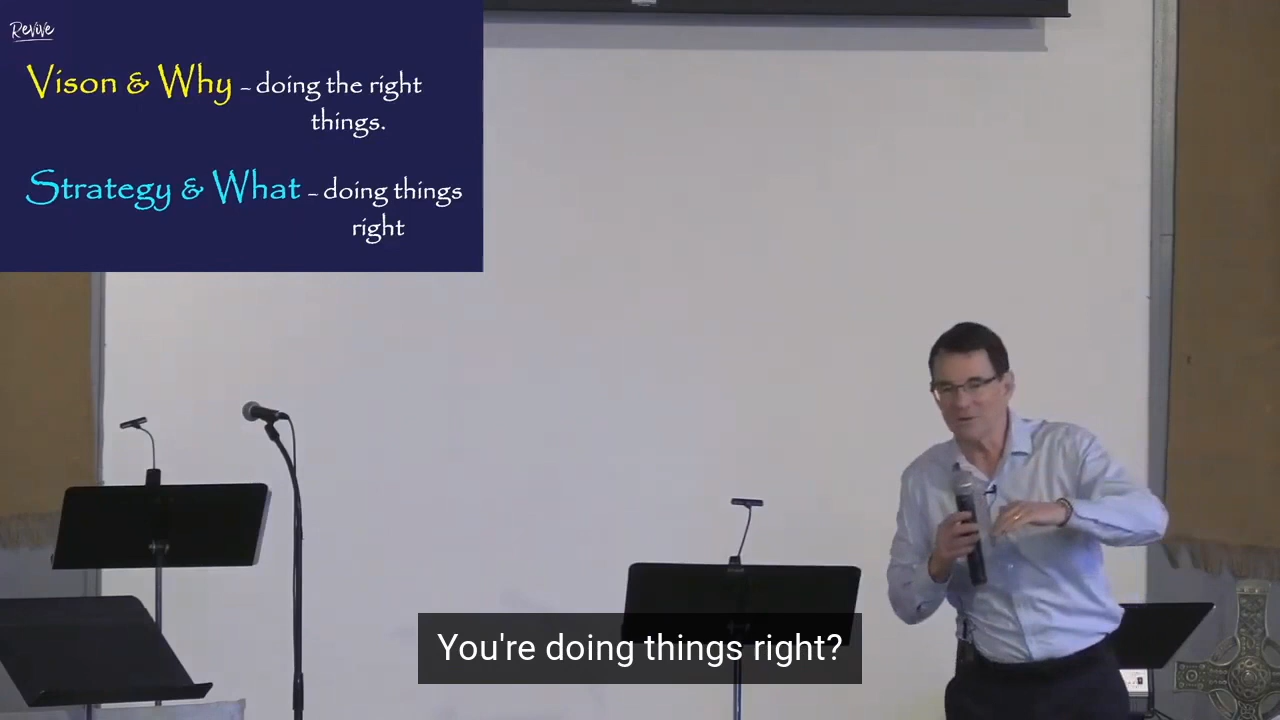 Revive
Vison & Why – doing the right
things.
Strategy & What – doing things
right
You're doing things right?